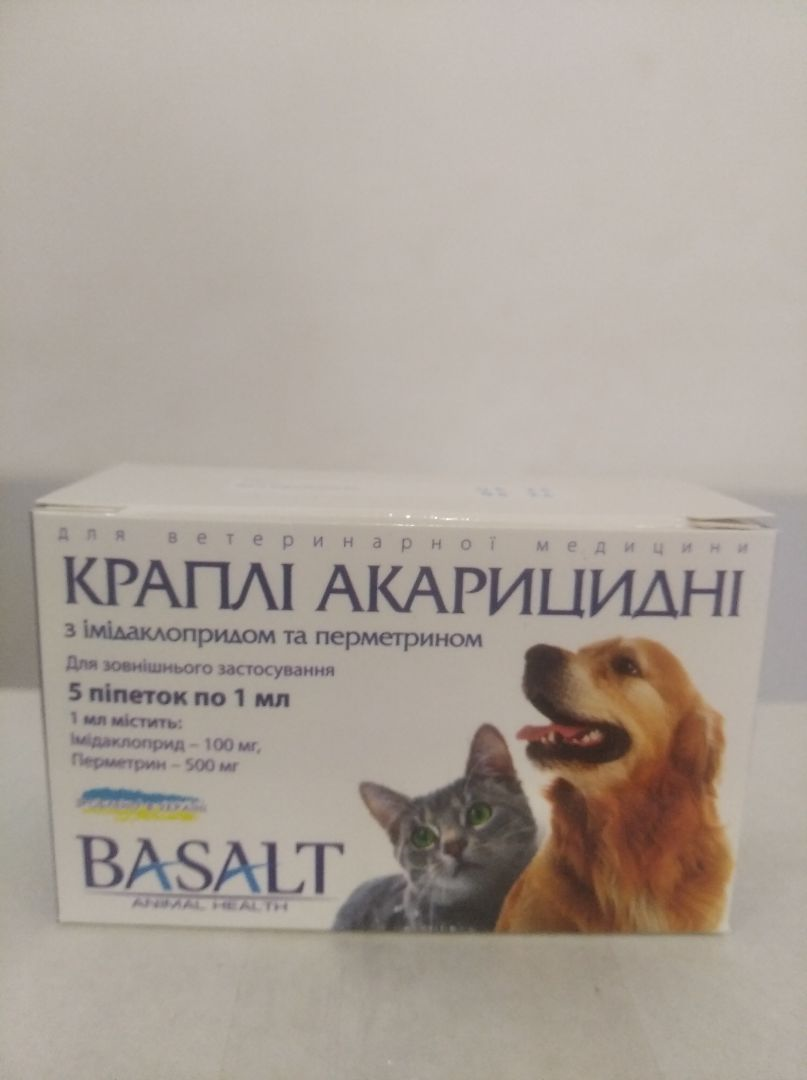 для ветеринарної медицини
КРАПЛІ АКАРИЦИДНІ
з імідаклопридом та перметрином
Для зовнішнього застосування
5 піпеток по 1 мл
1 мл містить:
Імідаклоприд – 100 мг,
Перметрин – 500 мг
BASALT
ANIMAL HEALTH